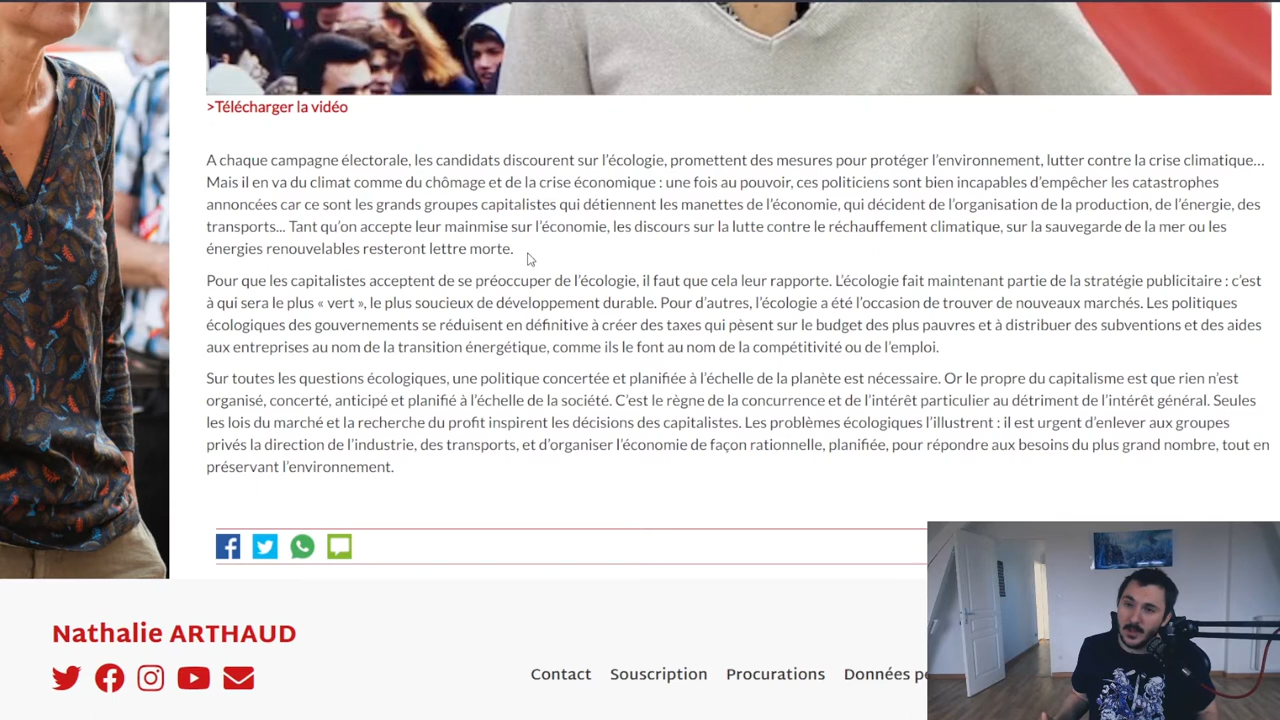 >Télécharger la vidéo
A chaque campagne électorale, les candidats discourent sur l'écologie, promettent des mesures pour protéger l'environnement, lutter contre la crise climatique…
Mais il en va du climat comme du chômage et de la crise économique : une fois au pouvoir, ces politiciens sont bien incapables d'empêcher les catastrophes
annoncées car ce sont les grands groupes capitalistes qui détiennent les manettes de l'économie, qui décident de l'organisation de la production, de l'énergie, des
transports... Tant qu'on accepte leur mainmise sur l'économie, les discours sur la lutte contre le réchauffement climatique, sur la sauvegarde de la mer ou les
énergies renouvelables resteront lettre morte.
Pour que les capitalistes acceptent de se préoccuper de l'écologie, il faut que cela leur rapporte. L'écologie fait maintenant partie de la stratégie publicitaire : c'est
à qui sera le plus « vert », le plus soucieux de développement durable. Pour d'autres, l'écologie a été l'occasion de trouver de nouveaux marchés. Les politiques
écologiques des gouvernements se réduisent en définitive à créer des taxes qui pèsent sur le budget des plus pauvres et à distribuer des subventions et des aides
aux entreprises au nom de la transition énergétique, comme ils le font au nom de la compétitivité ou de l'emploi.
Sur toutes les questions écologiques, une politique concertée et planifiée à l'échelle de la planète est nécessaire. Or le propre du capitalisme est que rien n'est
organisé, concerté, anticipé et planifié à l'échelle de la société. C'est le règne de la concurrence et de l'intérêt particulier au détriment de l'intérêt général. Seules
les lois du marché et la recherche du profit inspirent les décisions des capitalistes. Les problèmes écologiques l'illustrent : il est urgent d'enlever aux groupes
privés la direction de l'industrie, des transports, et d'organiser l'économie de façon rationnelle, planifiée, pour répondre aux besoins du plus grand nombre, tout en
préservant l'environnement.
Nathalie ARTHAUD
Contact Souscription Procurations Données